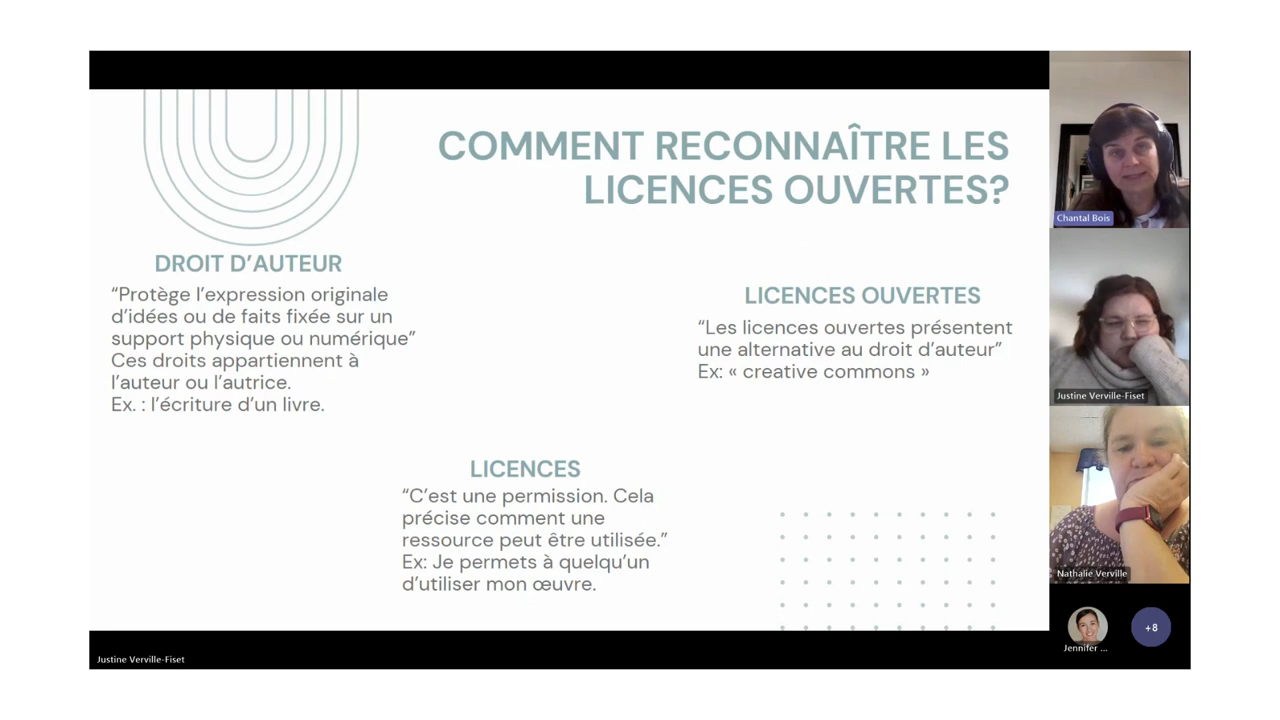 COMMENT RECONNAÎTRE LES
LICENCES OUVERTES?
DROIT D’AUTEUR
“Protège l’expression originale
d’idées ou de faits fixée sur un
support physique ou numérique”
Ces droits appartiennent à
l’auteur ou l’autrice.
Ex. : l’écriture d’un livre.
LICENCES OUVERTES
“Les licences ouvertes présentent
une alternative au droit d’auteur”
Ex: « creative commons »
LICENCES
“C’est une permission. Cela
précise comment une
ressource peut être utilisée.”
Ex: Je permets à quelqu’un
d’utiliser mon œuvre.
Chantal Bois
Justine Verville-Fiset
Nathalie Verville
Jennifer ...
+8
Justine Verville-Fiset